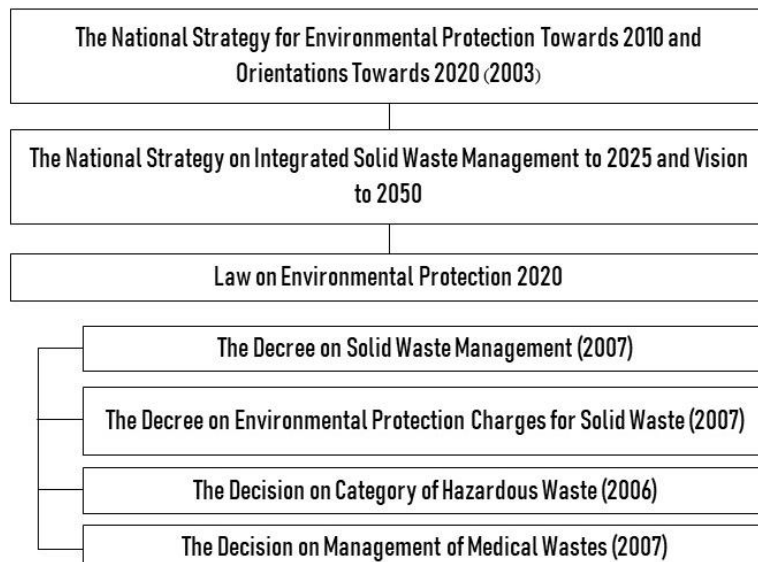 The National Strategy for Environmental Protection Towards 2010 and
Orientations Towards 2020 (2003)
The National Strategy on Integrated Solid Waste Management to 2025 and Vision
to 2050
Law on Environmental Protection 2020
The Decree on Solid Waste Management (2007)
The Decree on Environmental Protection Charges for Solid Waste (2007)
The Decision on Category of Hazardous Waste (2006)
The Decision on Management of Medical Wastes (2007)